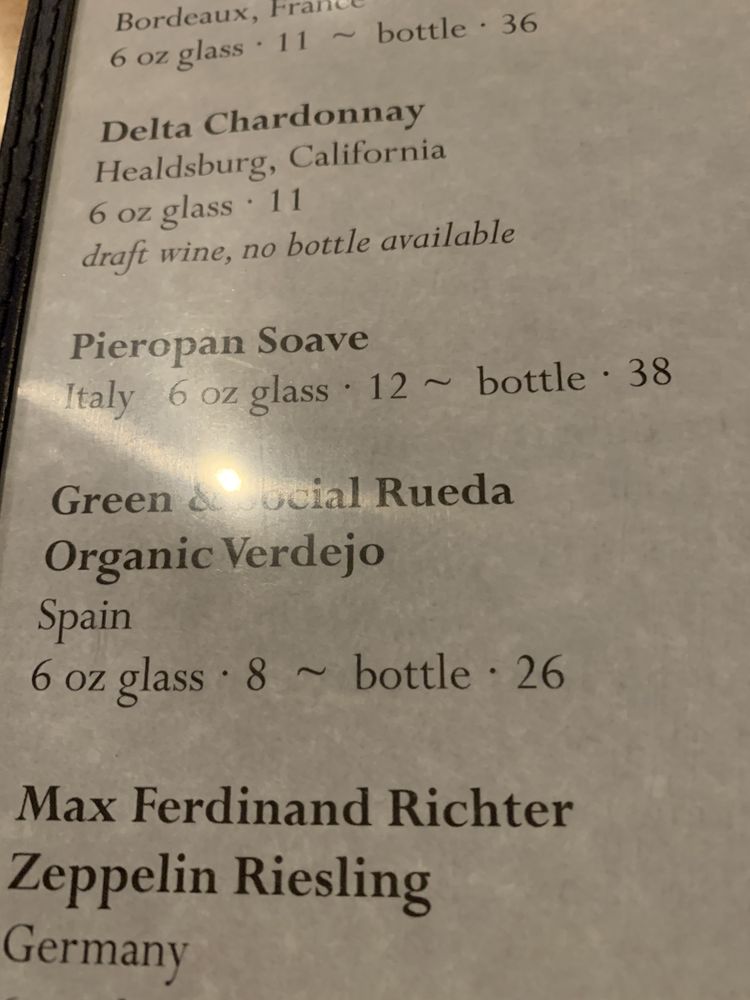 Bordeaux, France
6 oz glass · 11 ~ bottle · 36
Delta Chardonnay
Healdsburg, California
6 oz glass · 11
draft wine, no bottle available
Pieropan Soave
Italy 6 oz glass · 12 ~ bottle · 38
Green & Social Rueda
Organic Verdejo
Spain
6 oz glass · 8 ~ bottle · 26
Max Ferdinand Richter
Zeppelin Riesling
Germany